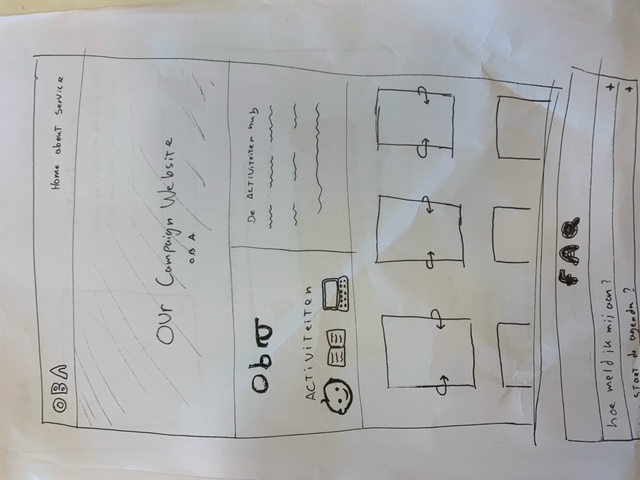 OBA
Home about service
Our Campaign Website
OBA
oba
ACTiViTEiTEN
De ACTiViTEiTEN hub
FAQ
hoe meld ik mij aan? +
staat de agenda? +